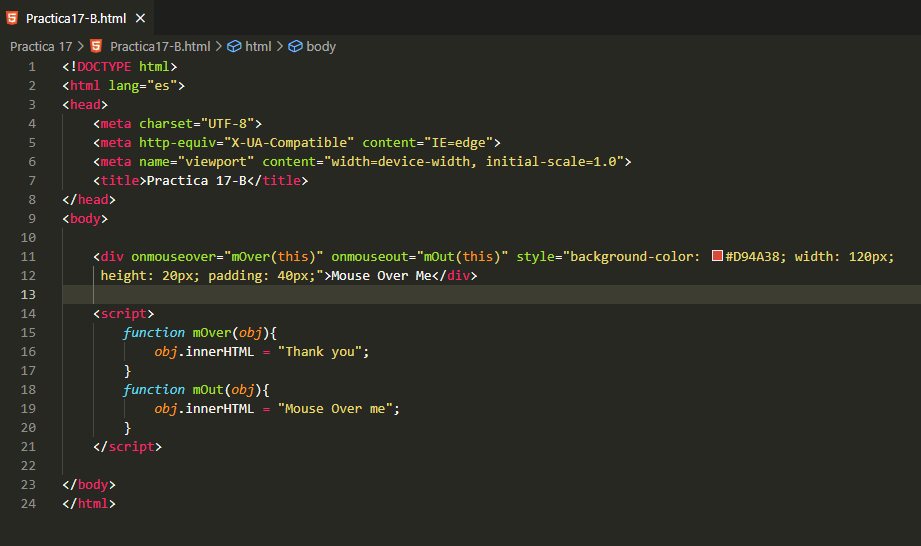 Practica17-B.html ×
Practica 17 > Practica17-B.html > html > body
1 <!DOCTYPE html>
2 <html lang="es">
3 <head>
4 <meta charset="UTF-8">
5 <meta http-equiv="X-UA-Compatible" content="IE=edge">
6 <meta name="viewport" content="width=device-width, initial-scale=1.0">
7 <title>Practica 17-B</title>
8 </head>
9 <body>
10
11 <div onmouseover="mOver(this)" onmouseout="mOut(this)" style="background-color: #D94A38; width: 120px;
12 height: 20px; padding: 40px;">Mouse Over Me</div>
13
14 <script>
15 function mOver(obj){
16 obj.innerHTML = "Thank you";
17 }
18 function mOut(obj){
19 obj.innerHTML = "Mouse Over me";
20 }
21 </script>
22
23 </body>
24 </html>